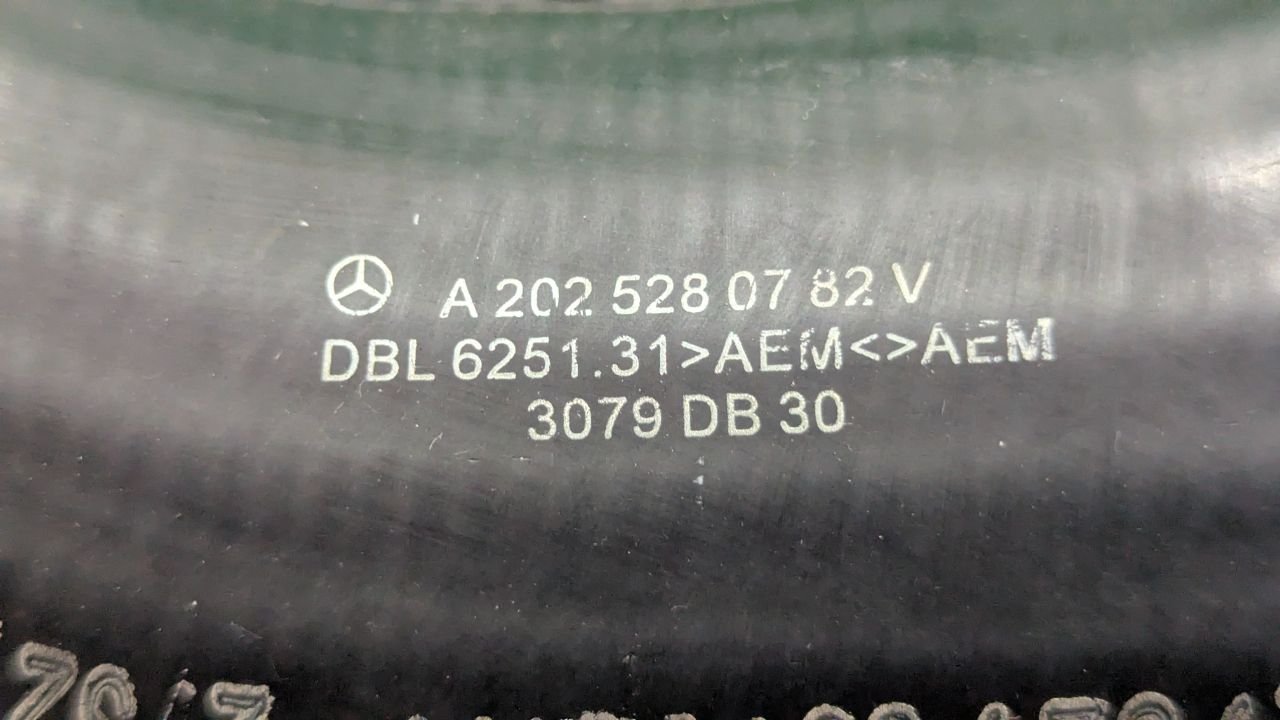 A 202 528 07 82 V
DBL 6251.31>AEM<>AEM
3079 DB 30